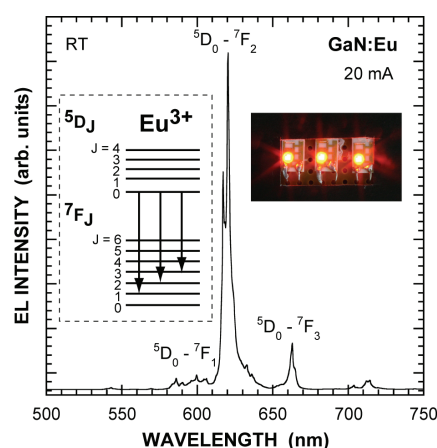 ⁵D₀ - ⁷F₂
RT
GaN:Eu
20 mA
⁵D_J
Eu³⁺
J = 4
3
2
1
0
⁷F_J
J = 6
5
4
3
2
1
0
⁵D₀ - ⁷F₁
⁵D₀ - ⁷F₃
EL INTENSITY (arb. units)
500 550 600 650 700 750
WAVELENGTH (nm)